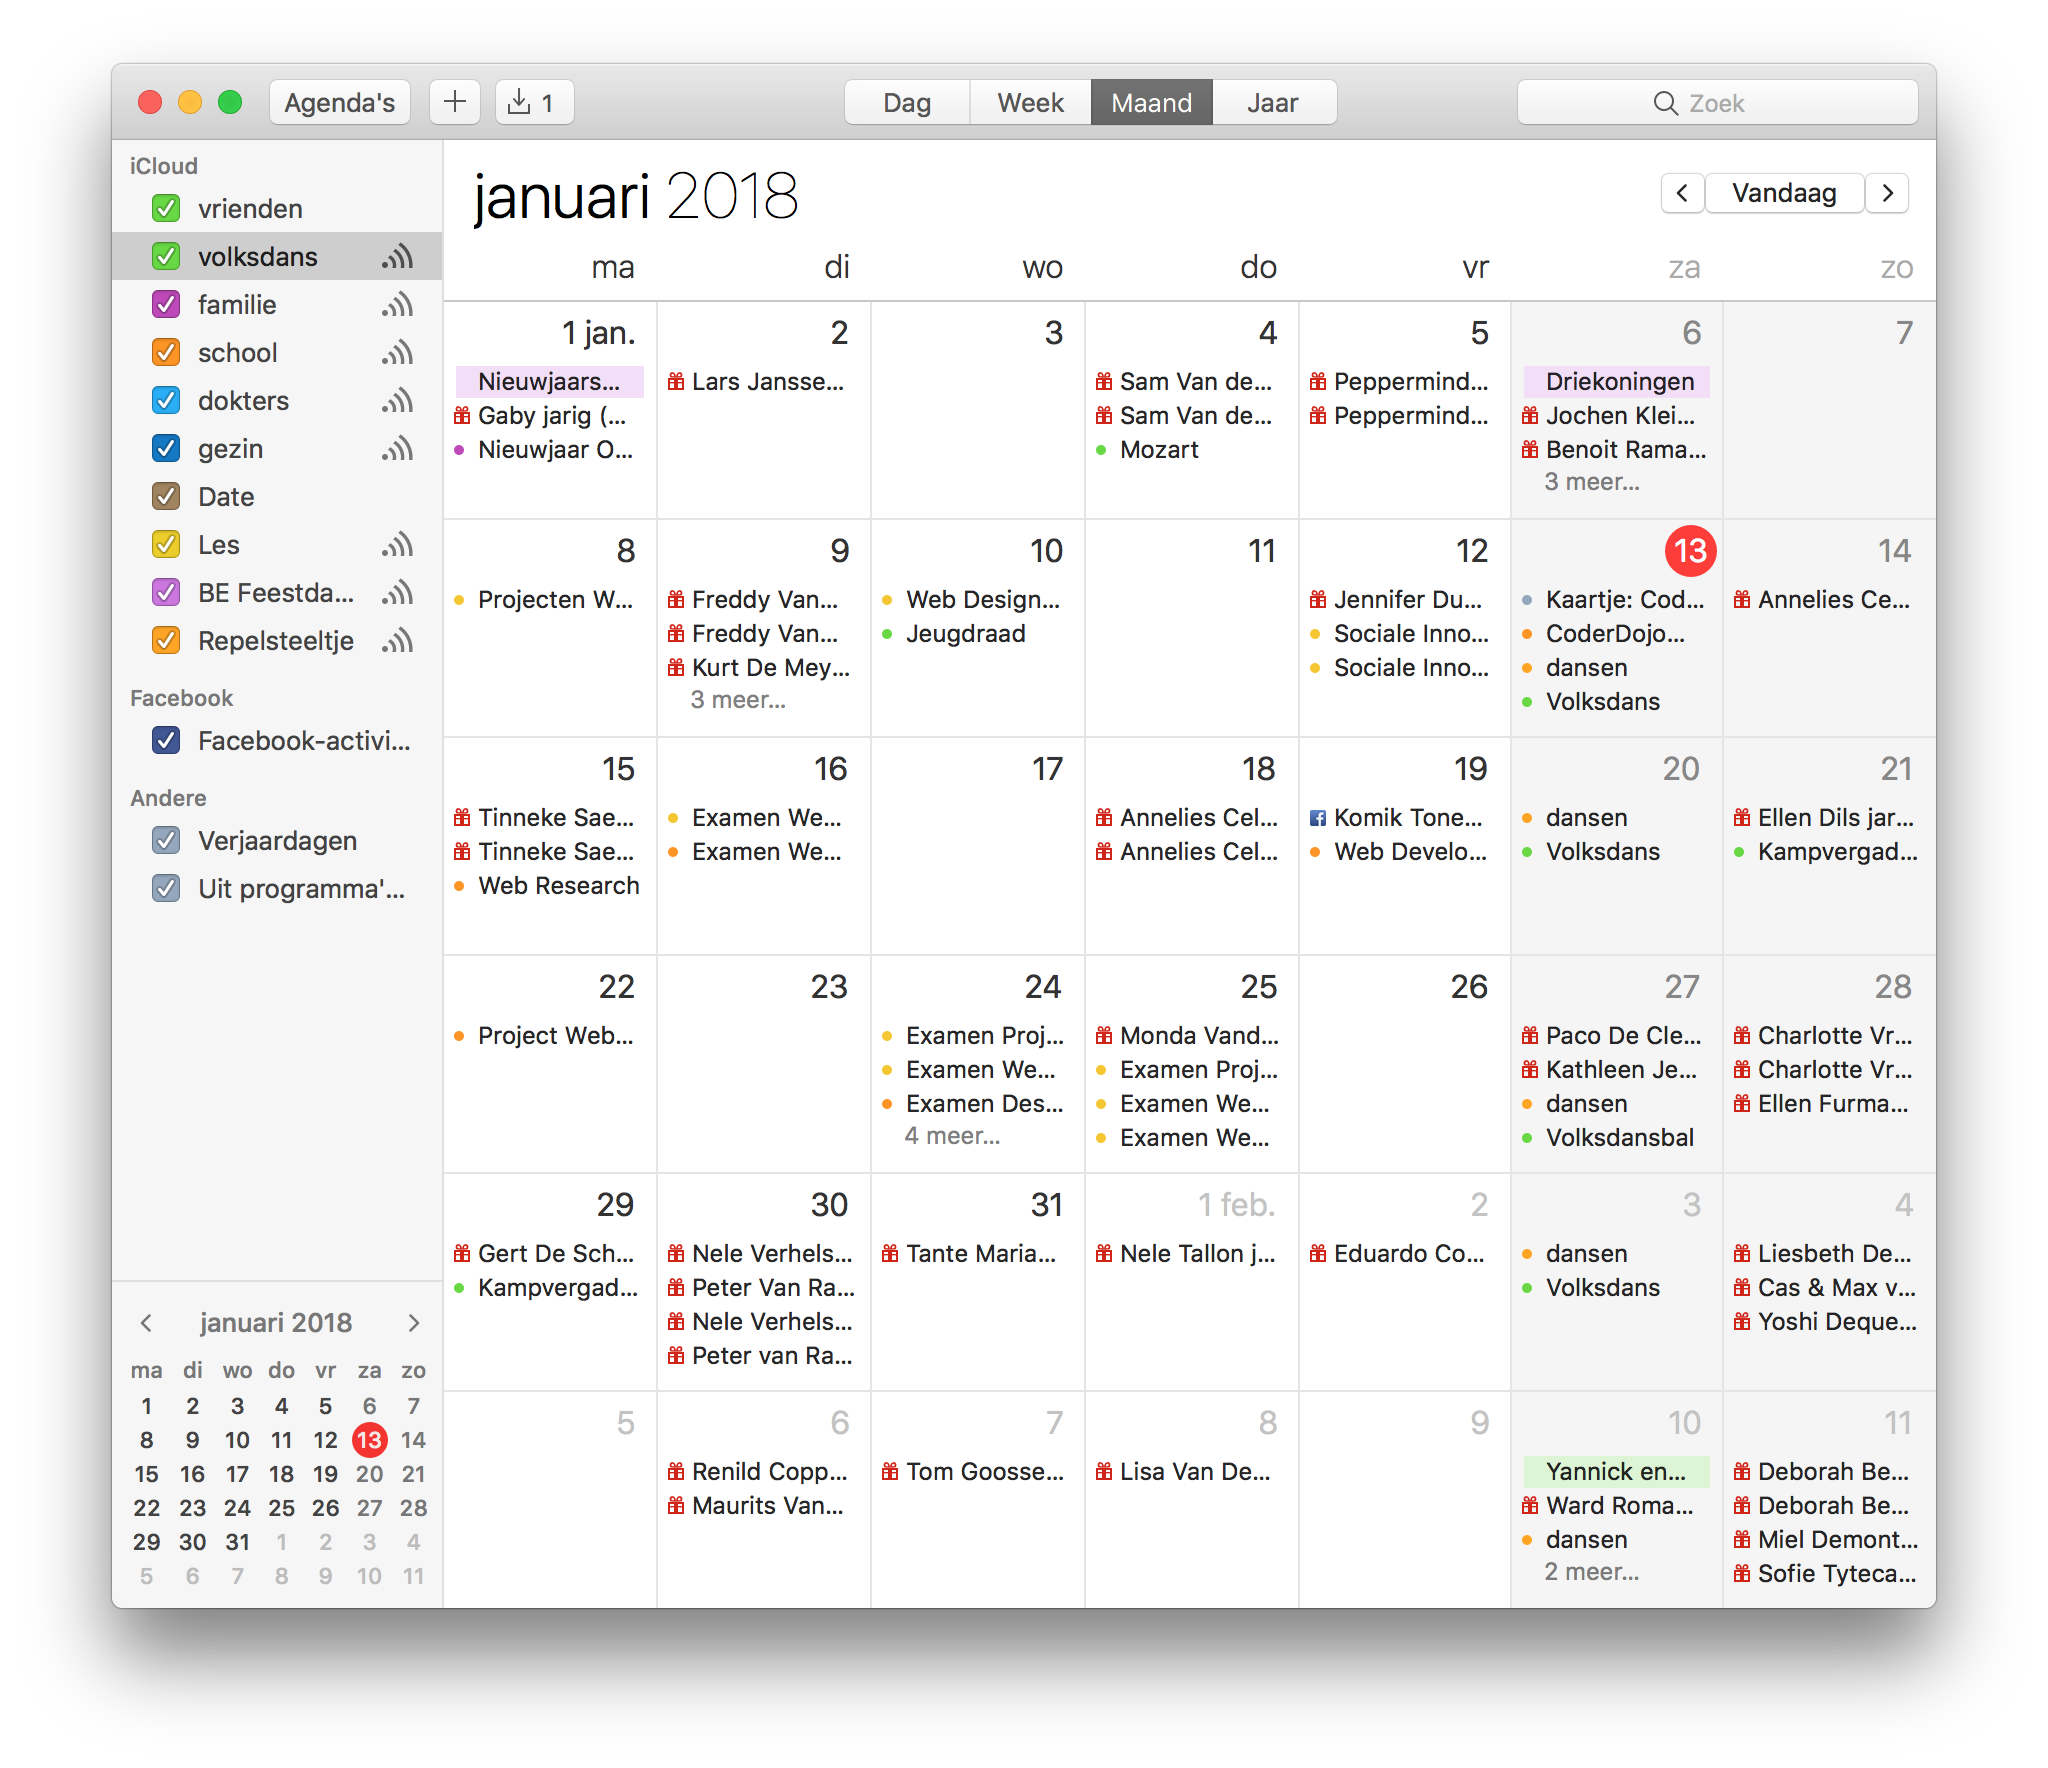 Agenda's
1
Dag Week Maand Jaar
Zoek
iCloud
vrienden
volksdans
familie
school
dokters
gezin
Date
Les
BE Feestda...
Repelsteeltje
Facebook
Facebook-activi...
Andere
Verjaardagen
Uit programma'...
januari 2018
ma di wo do vr za zo
1 2 3 4 5 6 7
8 9 10 11 12 13 14
15 16 17 18 19 20 21
22 23 24 25 26 27 28
29 30 31 1 2 3 4
5 6 7 8 9 10 11
januari 2018
Vandaag
ma di wo do vr za zo
1 jan.
Nieuwjaars...
Gaby jarig (...
Nieuwjaar O...
2
Lars Jansse...
3
4
Sam Van de...
Sam Van de...
Mozart
5
Peppermind...
Peppermind...
6
Driekoningen
Jochen Klei...
Benoit Rama...
3 meer...
7
8
Projecten W...
9
Freddy Van...
Freddy Van...
Kurt De Mey...
3 meer...
10
Web Design...
Jeugdraad
11
12
Jennifer Du...
Sociale Inno...
Sociale Inno...
13
Kaartje: Cod...
CoderDojo...
dansen
Volksdans
14
Annelies Ce...
15
Tinneke Sae...
Tinneke Sae...
Web Research
16
Examen We...
Examen We...
17
18
Annelies Cel...
Annelies Cel...
19
Komik Tone...
Web Develo...
20
dansen
Volksdans
21
Ellen Dils jar...
Kampvergad...
22
Project Web...
23
24
Examen Proj...
Examen We...
Examen Des...
4 meer...
25
Monda Vand...
Examen Proj...
Examen We...
Examen We...
26
27
Paco De Cle...
Kathleen Je...
dansen
Volksdansbal
28
Charlotte Vr...
Charlotte Vr...
Ellen Furma...
29
Gert De Sch...
Kampvergad...
30
Nele Verhels...
Peter Van Ra...
Nele Verhels...
Peter van Ra...
31
Tante Maria...
1 feb.
Nele Tallon j...
2
Eduardo Co...
3
dansen
Volksdans
4
Liesbeth De...
Cas & Max v...
Yoshi Deque...
5
6
Renild Copp...
Maurits Van...
7
Tom Goosse...
8
Lisa Van De...
9
10
Yannick en...
Ward Roma...
dansen
2 meer...
11
Deborah Be...
Deborah Be...
Miel Demont...
Sofie Tyteca...